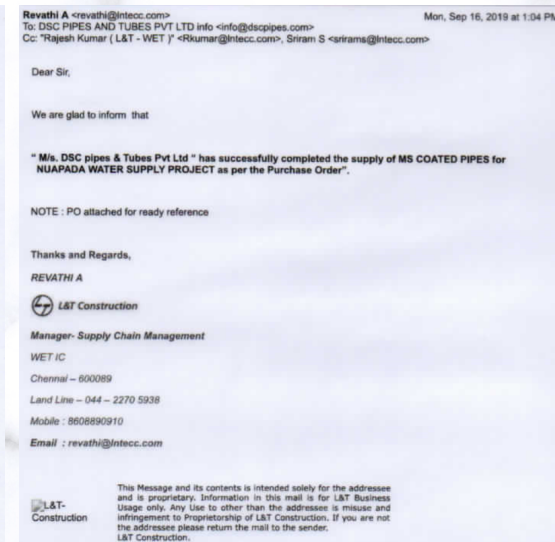 Revathi A <revathi@lntecc.com> Mon, Sep 16, 2019 at 1:04 PM
To: DSC PIPES AND TUBES PVT LTD info <info@dscpipes.com>
Cc: "Rajesh Kumar ( L&T - WET )" <Rkumar@lntecc.com>, Sriram S <srirams@lntecc.com>
Dear Sir,
We are glad to inform that
" M/s. DSC pipes & Tubes Pvt Ltd " has successfully completed the supply of MS COATED PIPES for
NUAPADA WATER SUPPLY PROJECT as per the Purchase Order".
NOTE : PO attached for ready reference
Thanks and Regards,
REVATHI A
L&T Construction
Manager- Supply Chain Management
WET IC
Chennai – 600089
Land Line – 044 – 2270 5938
Mobile : 8608890910
Email : revathi@lntecc.com
This Message and its contents is intended solely for the addressee
and is proprietary. Information in this mail is for L&T Business
Usage only. Any Use to other than the addressee is misuse and
infringement to Proprietorship of L&T Construction. If you are not
the addressee please return the mail to the sender.
L&T Construction.
L&T-
Construction